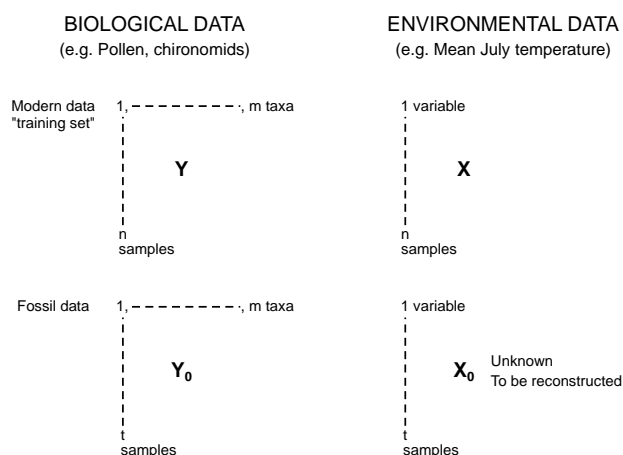 BIOLOGICAL DATA
(e.g. Pollen, chironomids)
ENVIRONMENTAL DATA
(e.g. Mean July temperature)
Modern data
"training set"
1, – – – – – – – – ·, m taxa
Y
n
samples
1 variable
X
n
samples
Fossil data
1, – – – – – – – – ·, m taxa
Y₀
t
samples
1 variable
X₀
Unknown
To be reconstructed
t
samples